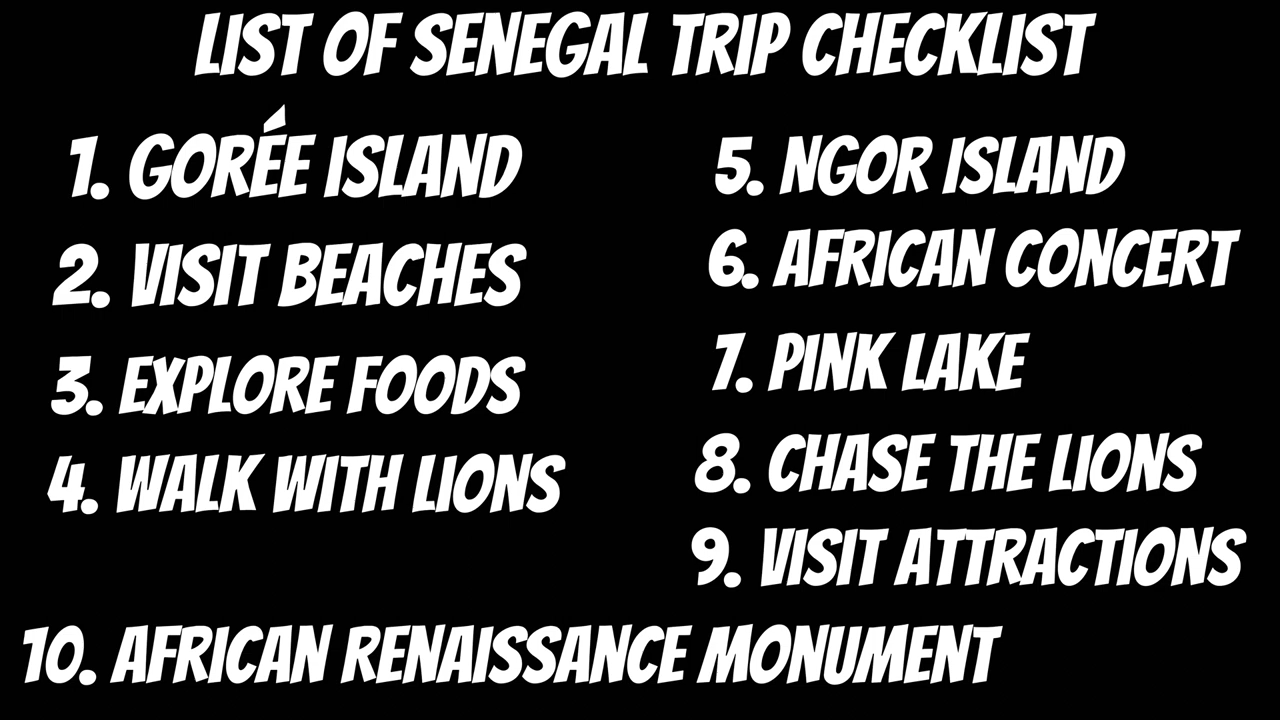 LIST OF SENEGAL TRIP CHECKLIST
1. GORÉE ISLAND
2. VISIT BEACHES
3. EXPLORE FOODS
4. WALK WITH LIONS
5. NGOR ISLAND
6. AFRICAN CONCERT
7. PINK LAKE
8. CHASE THE LIONS
9. VISIT ATTRACTIONS
10. AFRICAN RENAISSANCE MONUMENT